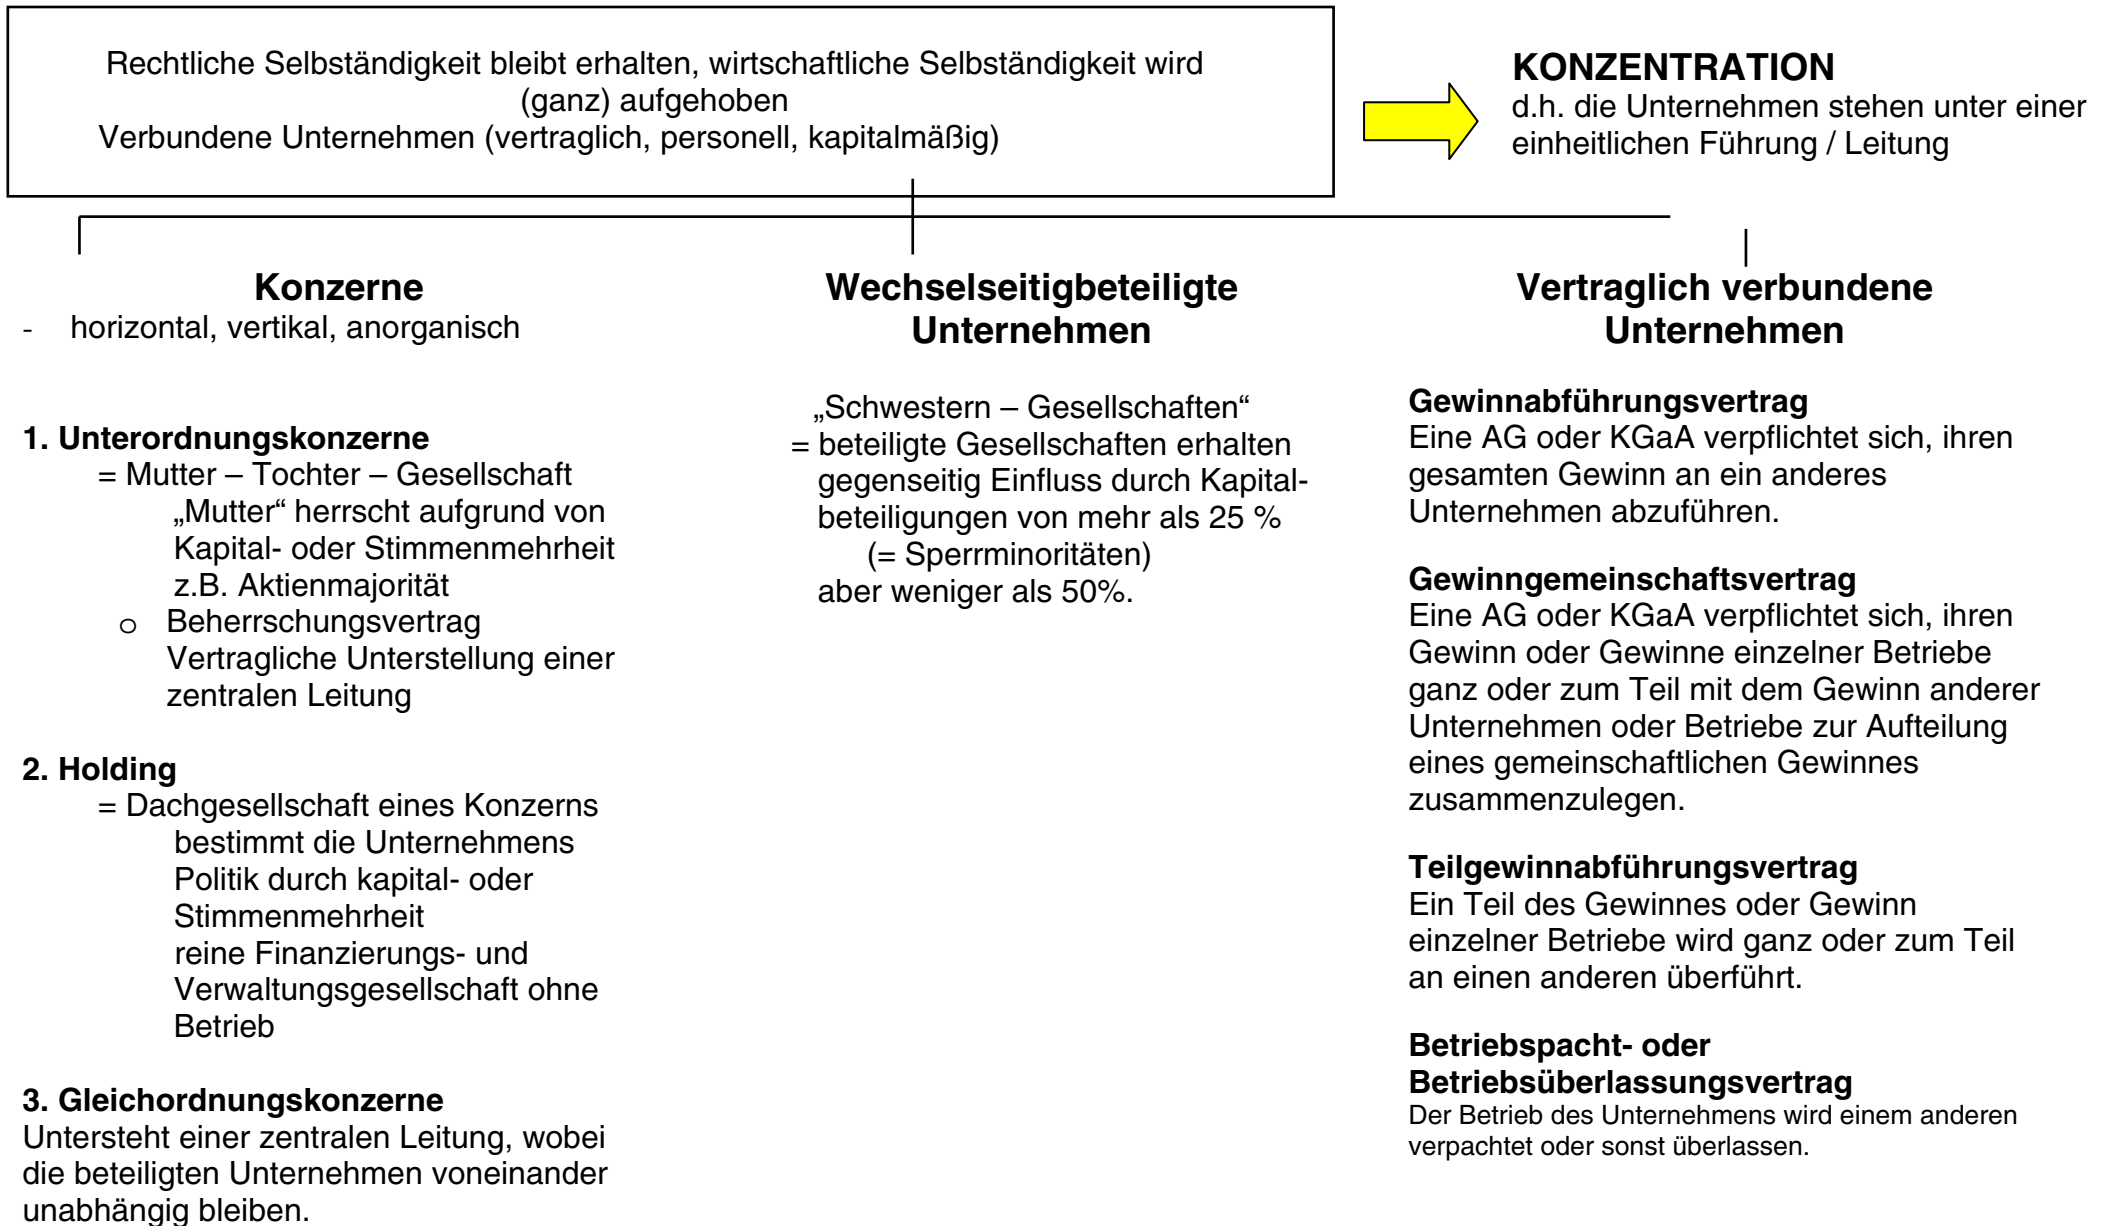 Rechtliche Selbständigkeit bleibt erhalten, wirtschaftliche Selbständigkeit wird
(ganz) aufgehoben
Verbundene Unternehmen (vertraglich, personell, kapitalmäßig)
KONZENTRATION
d.h. die Unternehmen stehen unter einer
einheitlichen Führung / Leitung
Konzerne
- horizontal, vertikal, anorganisch
1. Unterordnungskonzerne
= Mutter – Tochter – Gesellschaft
„Mutter“ herrscht aufgrund von
Kapital- oder Stimmenmehrheit
z.B. Aktienmajorität
o Beherrschungsvertrag
Vertragliche Unterstellung einer
zentralen Leitung
2. Holding
= Dachgesellschaft eines Konzerns
bestimmt die Unternehmens
Politik durch kapital- oder
Stimmenmehrheit
reine Finanzierungs- und
Verwaltungsgesellschaft ohne
Betrieb
3. Gleichordnungskonzerne
Untersteht einer zentralen Leitung, wobei
die beteiligten Unternehmen voneinander
unabhängig bleiben.
Wechselseitigbeteiligte
Unternehmen
„Schwestern – Gesellschaften“
= beteiligte Gesellschaften erhalten
gegenseitig Einfluss durch Kapital-
beteiligungen von mehr als 25 %
(= Sperrminoritäten)
aber weniger als 50%.
Vertraglich verbundene
Unternehmen
Gewinnabführungsvertrag
Eine AG oder KGaA verpflichtet sich, ihren
gesamten Gewinn an ein anderes
Unternehmen abzuführen.
Gewinngemeinschaftsvertrag
Eine AG oder KGaA verpflichtet sich, ihren
Gewinn oder Gewinne einzelner Betriebe
ganz oder zum Teil mit dem Gewinn anderer
Unternehmen oder Betriebe zur Aufteilung
eines gemeinschaftlichen Gewinnes
zusammenzulegen.
Teilgewinnabführungsvertrag
Ein Teil des Gewinnes oder Gewinn
einzelner Betriebe wird ganz oder zum Teil
an einen anderen überführt.
Betriebspacht- oder
Betriebsüberlassungsvertrag
Der Betrieb des Unternehmens wird einem anderen
verpachtet oder sonst überlassen.